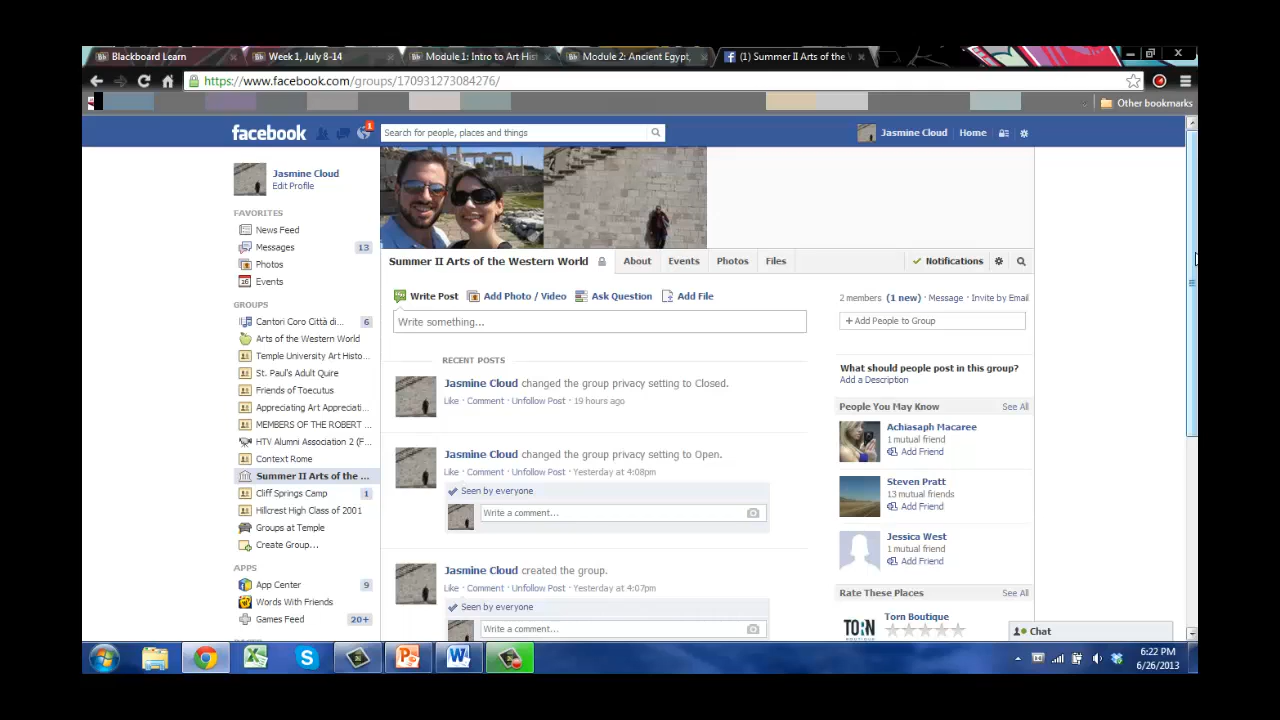 Blackboard Learn
Week 1, July 8-14
Module 1: Intro to Art His
Module 2: Ancient Egypt,
(1) Summer II Arts of the W
https://www.facebook.com/groups/170931273084276/
Other bookmarks
facebook
1
Search for people, places and things
Jasmine Cloud
Home
Jasmine Cloud
Edit Profile
FAVORITES
News Feed
Messages 13
Photos
Events
GROUPS
Cantori Coro Città di... 6
Arts of the Western World
Temple University Art Histo...
St. Paul's Adult Quire
Friends of Toecutus
Appreciating Art Appreciati...
MEMBERS OF THE ROBERT ...
HTV Alumni Association 2 (F...
Context Rome
Summer II Arts of the ...
Cliff Springs Camp 1
Hillcrest High Class of 2001
Groups at Temple
Create Group...
APPS
App Center 9
Words With Friends
Games Feed 20+
Summer II Arts of the Western World
About
Events
Photos
Files
Notifications
Write Post
Add Photo / Video
Ask Question
Add File
Write something...
RECENT POSTS
Jasmine Cloud changed the group privacy setting to Closed.
Like · Comment · Unfollow Post · 19 hours ago
Jasmine Cloud changed the group privacy setting to Open.
Like · Comment · Unfollow Post · Yesterday at 4:08pm
Seen by everyone
Write a comment...
Jasmine Cloud created the group.
Like · Comment · Unfollow Post · Yesterday at 4:07pm
Seen by everyone
Write a comment...
2 members (1 new) · Message · Invite by Email
+ Add People to Group
What should people post in this group?
Add a Description
People You May Know
See All
Achiasaph Macaree
1 mutual friend
Add Friend
Steven Pratt
13 mutual friends
Add Friend
Jessica West
1 mutual friend
Add Friend
Rate These Places
See All
TORN
BOUTIQUE
Torn Boutique
Chat
6:22 PM
6/26/2013